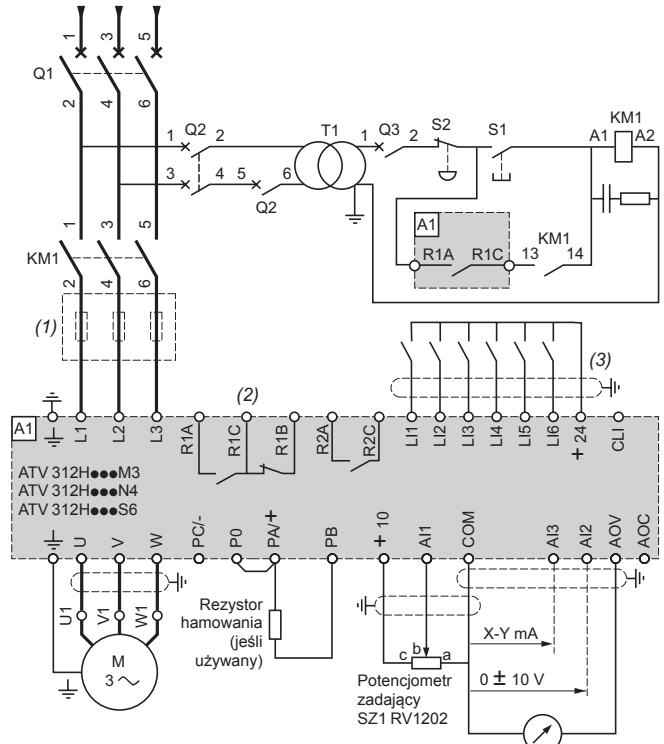 1 3 5
Q1
2 4 6
1 Q2 2
3 4 5 6
Q2
T1
1 Q3 2
S2
S1
KM1
A1 A2
A1
R1A R1C
KM1
13 14
1 3 5
KM1
2 4 6
(1)
(2)
(3)
A1
L1 L2 L3 R1A R1C R1B R2A R2C LI1 LI2 LI3 LI4 LI5 LI6 + 24 CLI
ATV 312H●●●M3
ATV 312H●●●N4
ATV 312H●●●S6
U V W PC/- P0 PA/+ PB + 10 AI1 COM AI3 AI2 AOV AOC
U1 V1 W1
M
3 ~
Rezystor
hamowania
(jeśli
używany)
c b a
Potencjometr
zadający
SZ1 RV1202
X-Y mA
0 ± 10 V